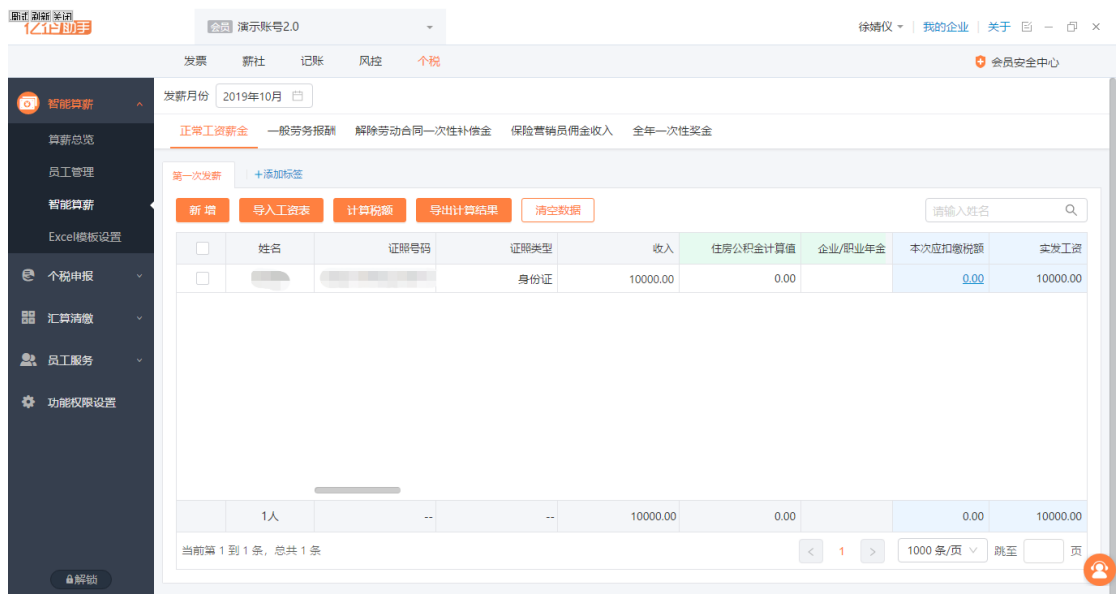 调试 刷新 关闭
亿企助手
会员 演示账号2.0
徐婧仪
我的企业
关于
发票 薪社 记账 风控 个税
会员安全中心
智能算薪
算薪总览
员工管理
智能算薪
Excel模板设置
个税申报
汇算清缴
员工服务
功能权限设置
解锁
发薪月份 2019年10月
正常工资薪金 一般劳务报酬 解除劳动合同一次性补偿金 保险营销员佣金收入 全年一次性奖金
第一次发薪 +添加标签
新 增 导入工资表 计算税额 导出计算结果 清空数据 请输入姓名
姓名 证照号码 证照类型 收入 住房公积金计算值 企业/职业年金 本次应扣缴税额 实发工资
身份证 10000.00 0.00 0.00 10000.00
1人 -- -- 10000.00 0.00 0.00 10000.00
当前第 1 到 1 条，总共 1 条 < 1 > 1000 条/页 跳至 页